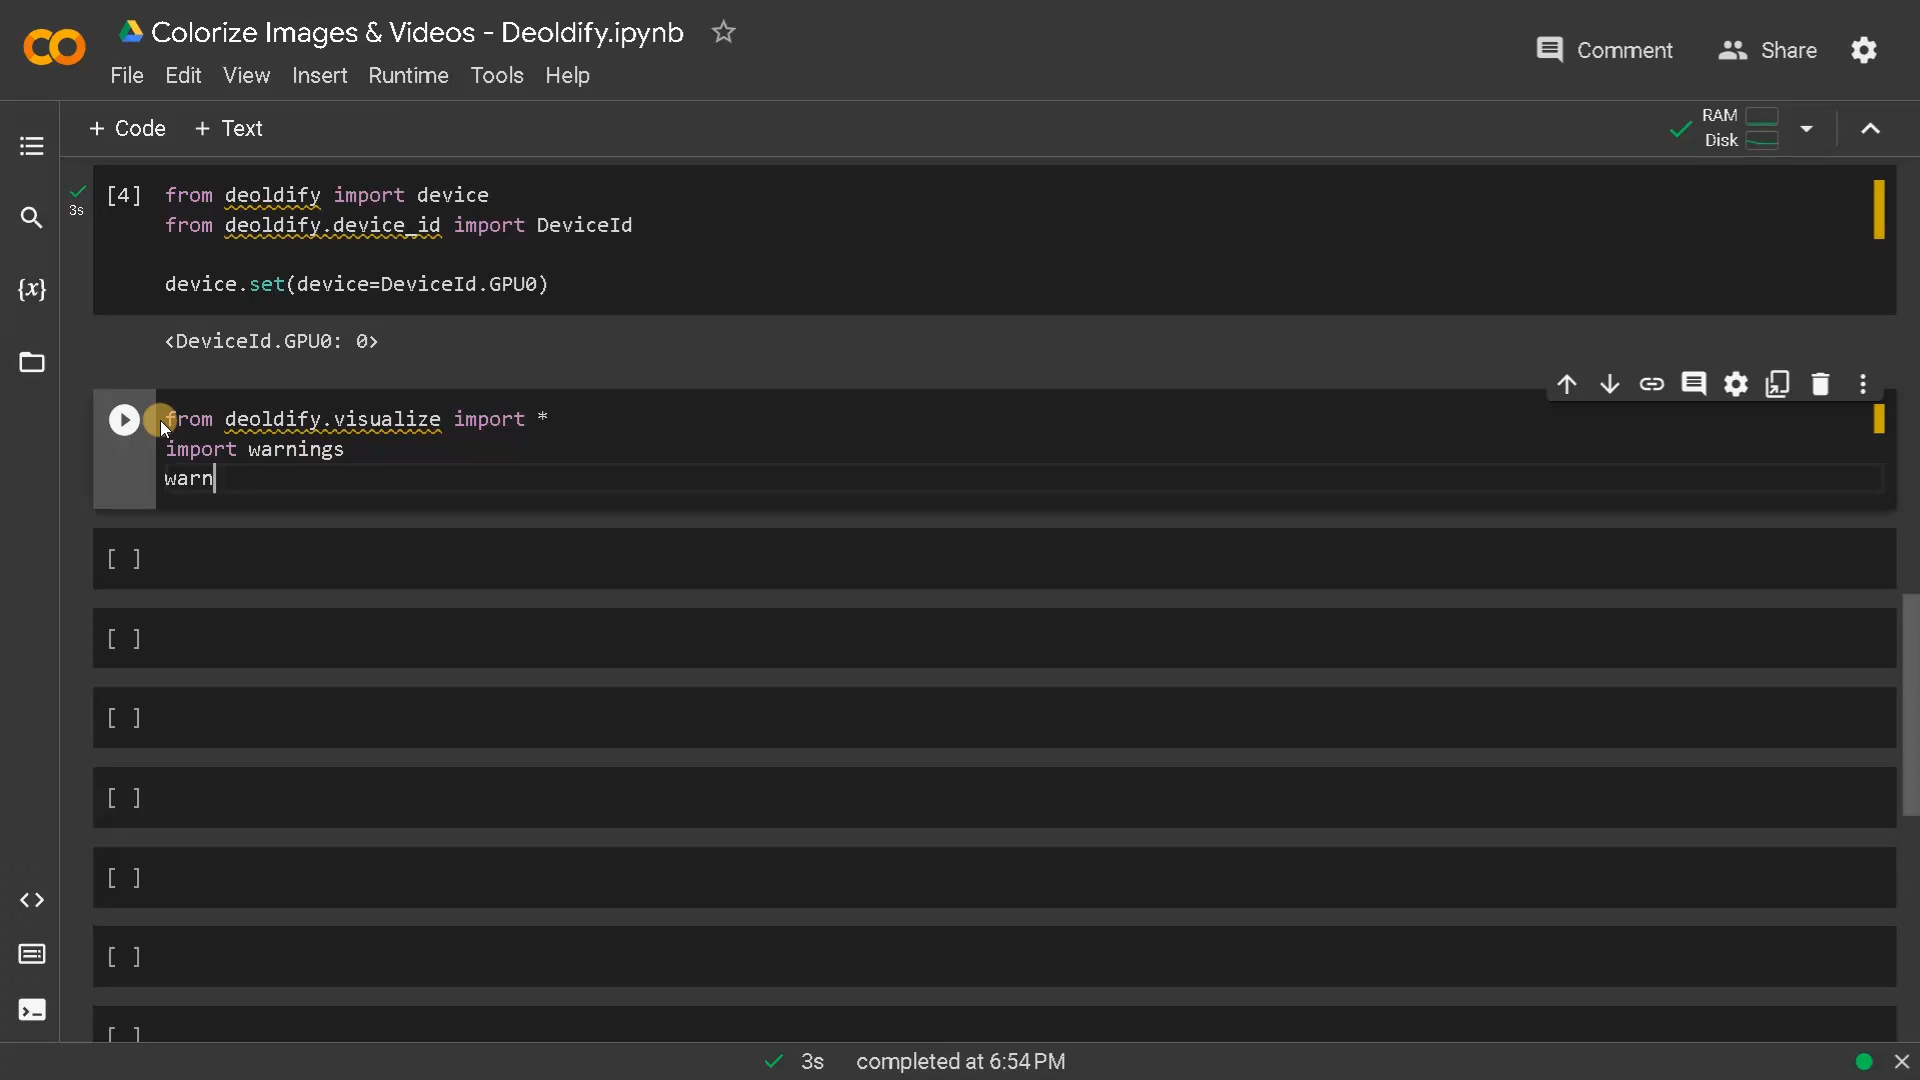 Colorize Images & Videos - Deoldify.ipynb
Comment
Share
File Edit View Insert Runtime Tools Help
+ Code + Text
RAM
Disk
3s
[4] from deoldify import device
from deoldify.device_id import DeviceId
device.set(device=DeviceId.GPU0)
<DeviceId.GPU0: 0>
{x}
from deoldify.visualize import *
import warnings
warn
[ ]
[ ]
[ ]
[ ]
[ ]
[ ]
[ ]
3s completed at 6:54 PM